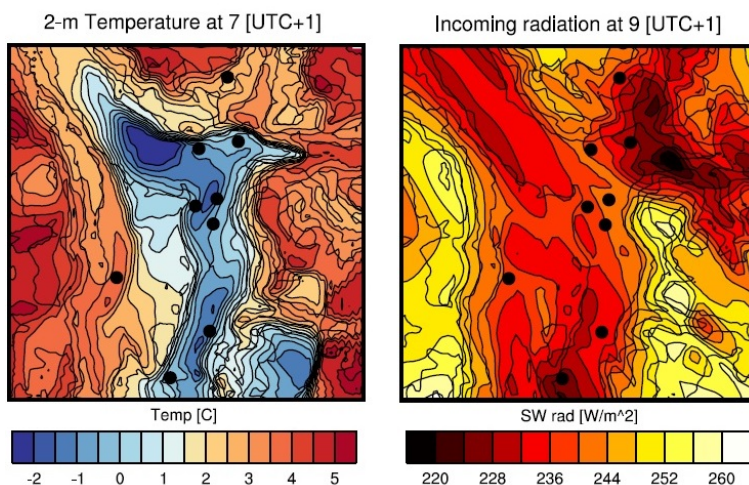 2-m Temperature at 7 [UTC+1]
Incoming radiation at 9 [UTC+1]
Temp [C]
-2 -1 0 1 2 3 4 5
SW rad [W/m^2]
220 228 236 244 252 260